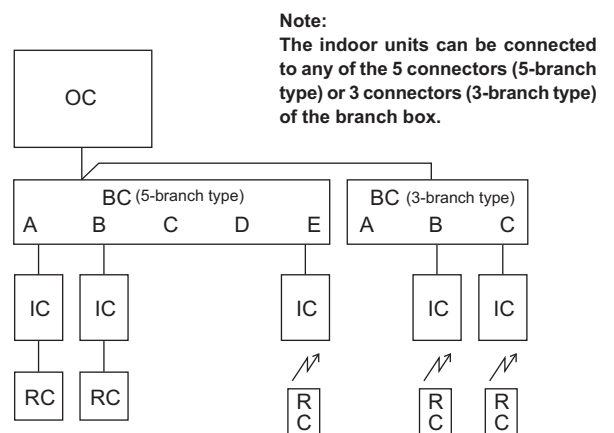 Note:
The indoor units can be connected
to any of the 5 connectors (5-branch
type) or 3 connectors (3-branch type)
of the branch box.
OC
BC (5-branch type)
A B C D E
BC (3-branch type)
A B C
IC IC IC IC IC
RC RC
R
C
R
C
R
C